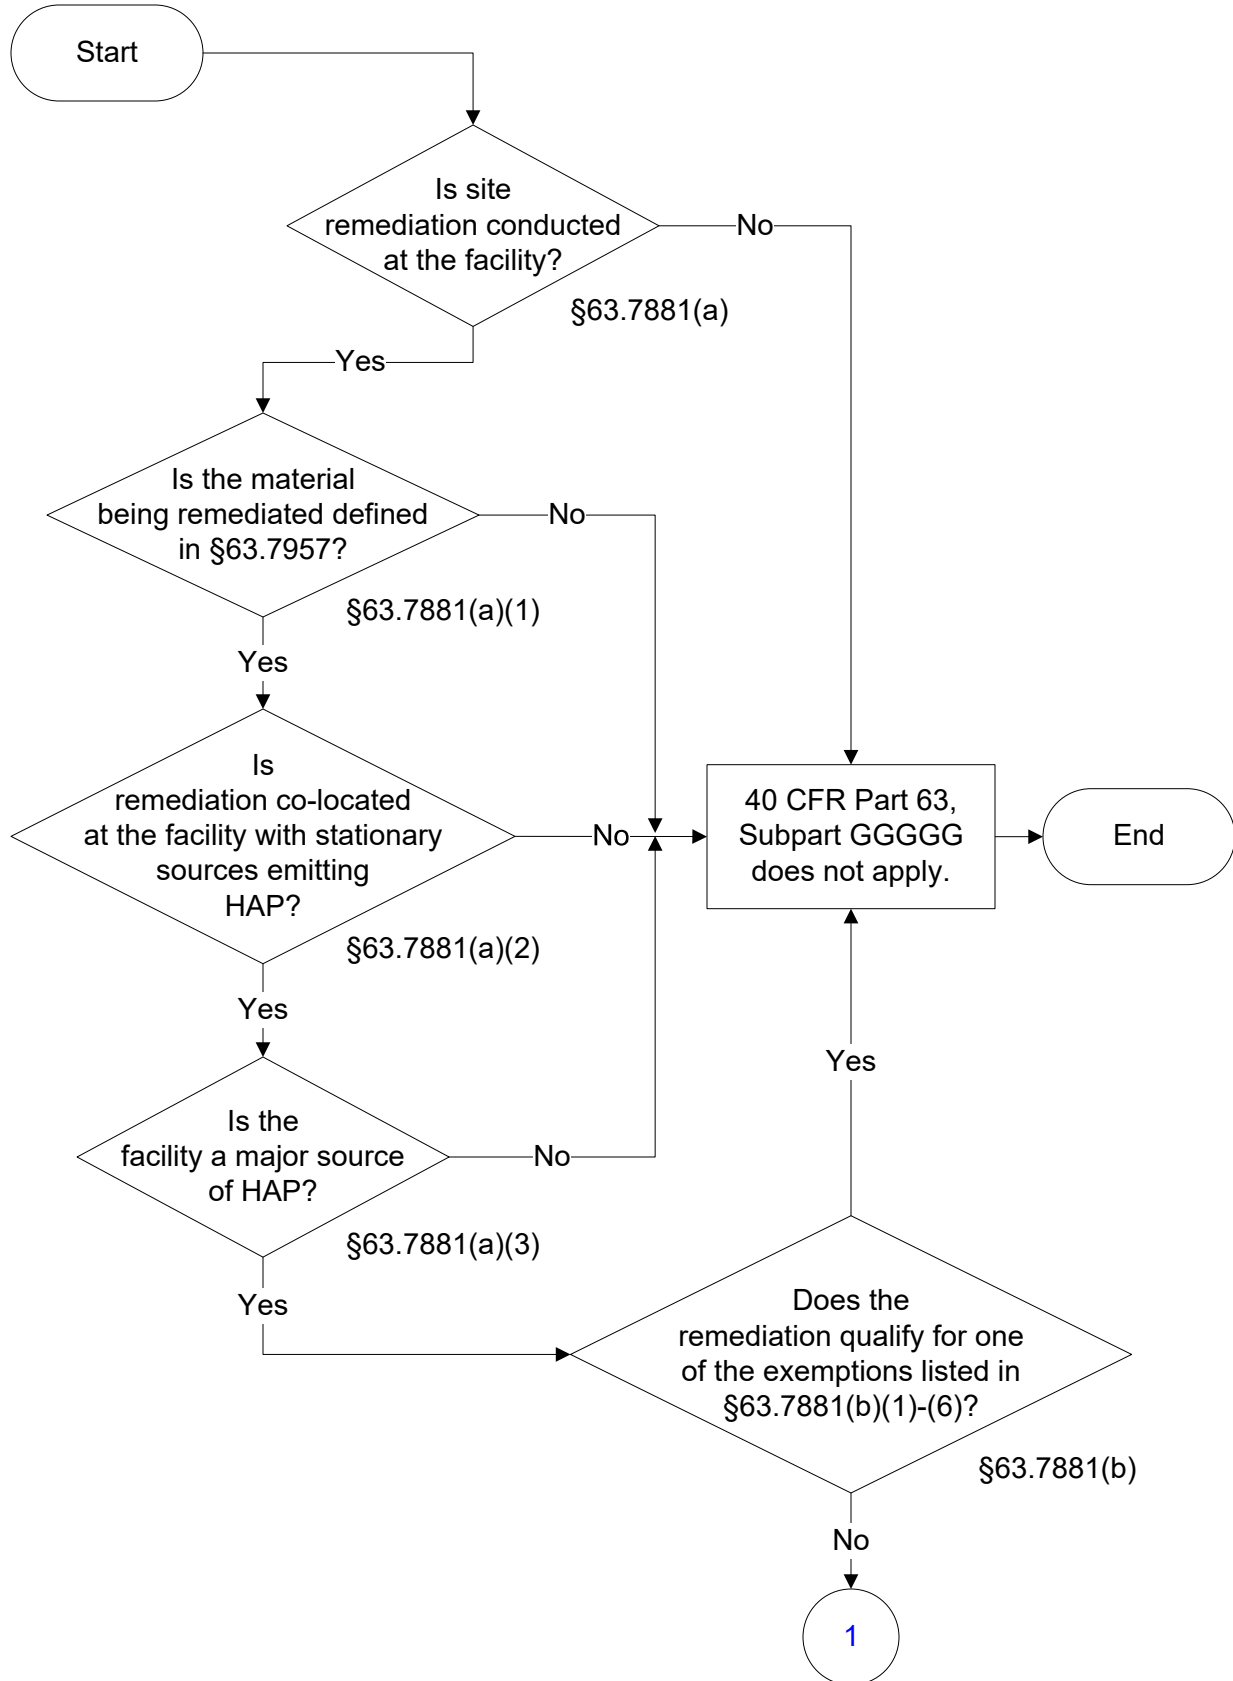 Start
Is site
remediation conducted
at the facility?
No
§63.7881(a)
Yes
Is the material
being remediated defined
in §63.7957?
No
§63.7881(a)(1)
Yes
Is
remediation co-located
at the facility with stationary
sources emitting
HAP?
No
40 CFR Part 63,
Subpart GGGGG
does not apply.
End
§63.7881(a)(2)
Yes
Yes
Is the
facility a major source
of HAP?
No
§63.7881(a)(3)
Yes
Does the
remediation qualify for one
of the exemptions listed in
§63.7881(b)(1)-(6)?
§63.7881(b)
No
1